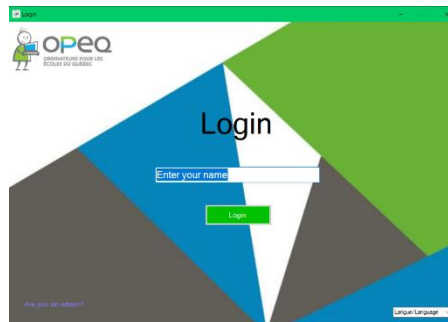 Login
OPEQ
ORDINATEURS POUR LES
ÉCOLES DU QUÉBEC
Login
Enter your name
Login
Are you an admin?
Langue/Language